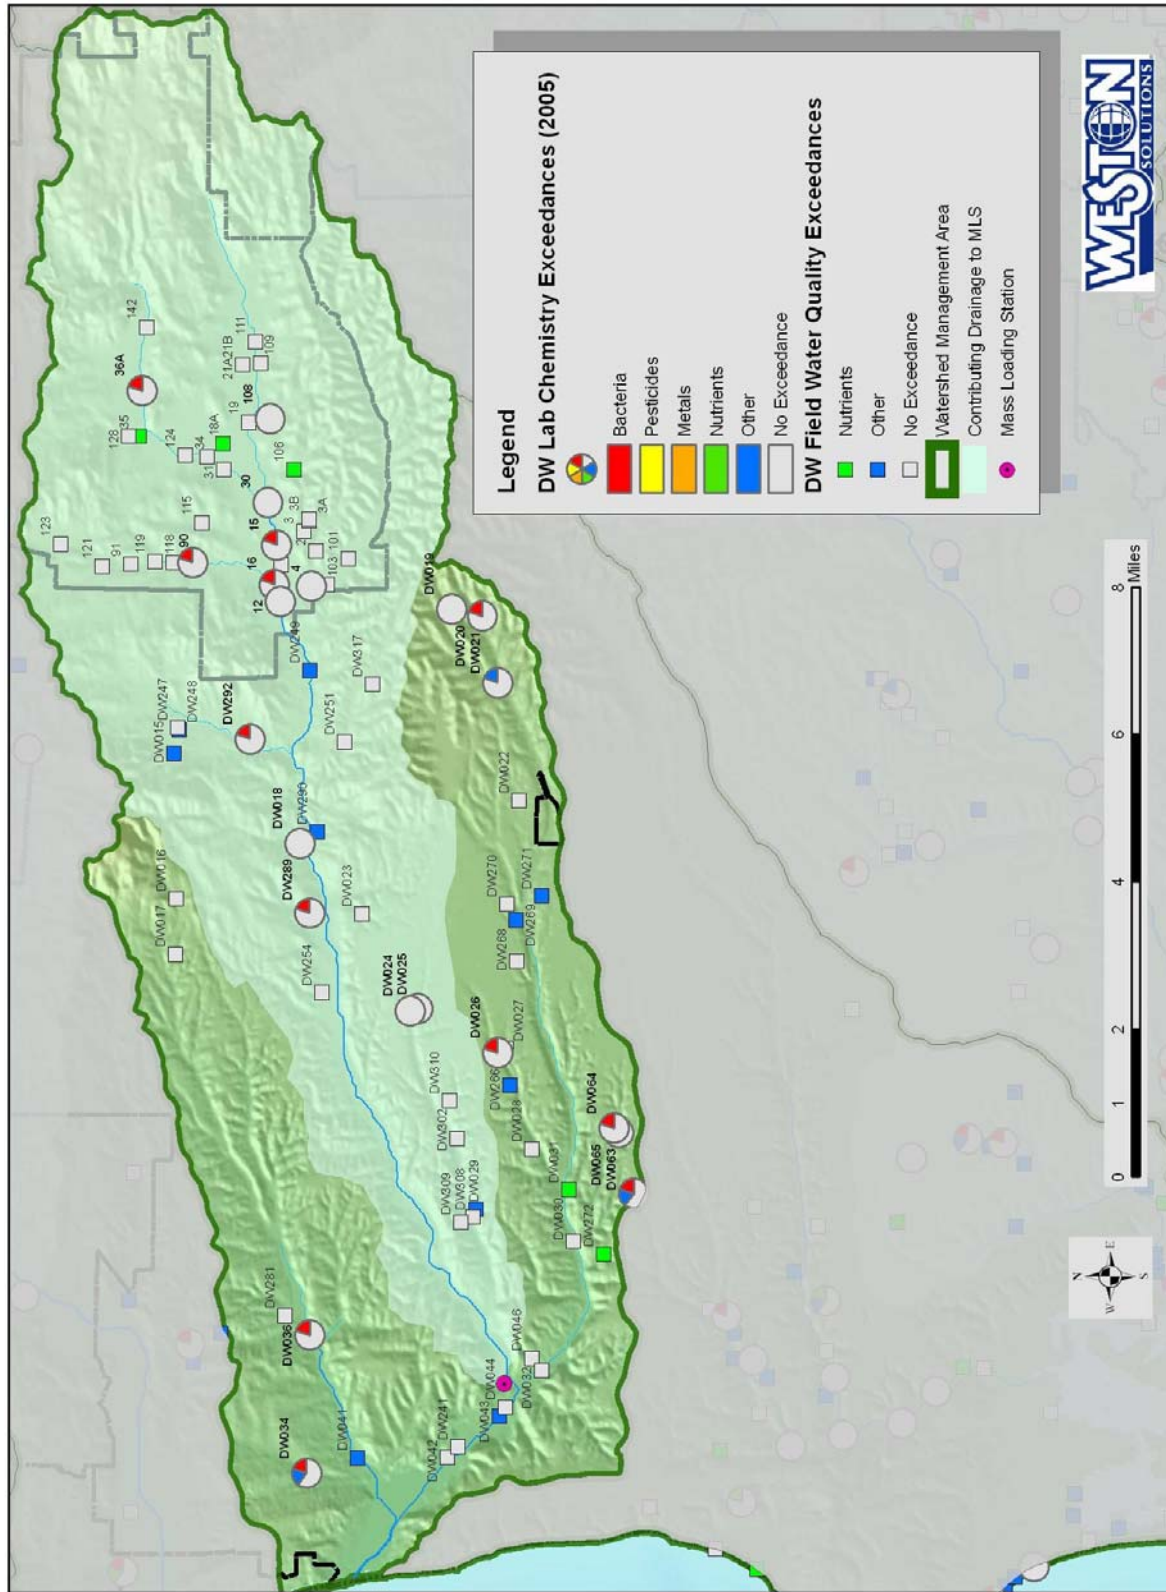 Legend
DW Lab Chemistry Exceedances (2005)
Bacteria
Pesticides
Metals
Nutrients
Other
No Exceedance
DW Field Water Quality Exceedances
Nutrients
Other
No Exceedance
Watershed Management Area
Contributing Drainage to MLS
Mass Loading Station
WESTON
SOLUTIONS
N
W
E
S
0
1
2
4
6
8
Miles
DW034
DW036
DW281
DW041
DW042
DW241
DW043
DW044
DW032
DW046
DW309
DW308
DW029
DW302
DW310
DW030
DW272
DW031
DW028
DW266
DW026
DW027
DW065
DW063
DW064
DW024
DW025
DW254
DW289
DW023
DW018
DW290
DW017
DW016
DW268
DW270
DW269
DW271
DW022
DW015
DW247
DW248
DW292
DW251
DW317
DW249
DW021
DW020
DW019
12
16
4
103
101
15
2
3
3B
3A
30
106
90
118
119
91
121
123
115
31
34
124
18A
128
35
36A
142
19
108
21A21B
109
111